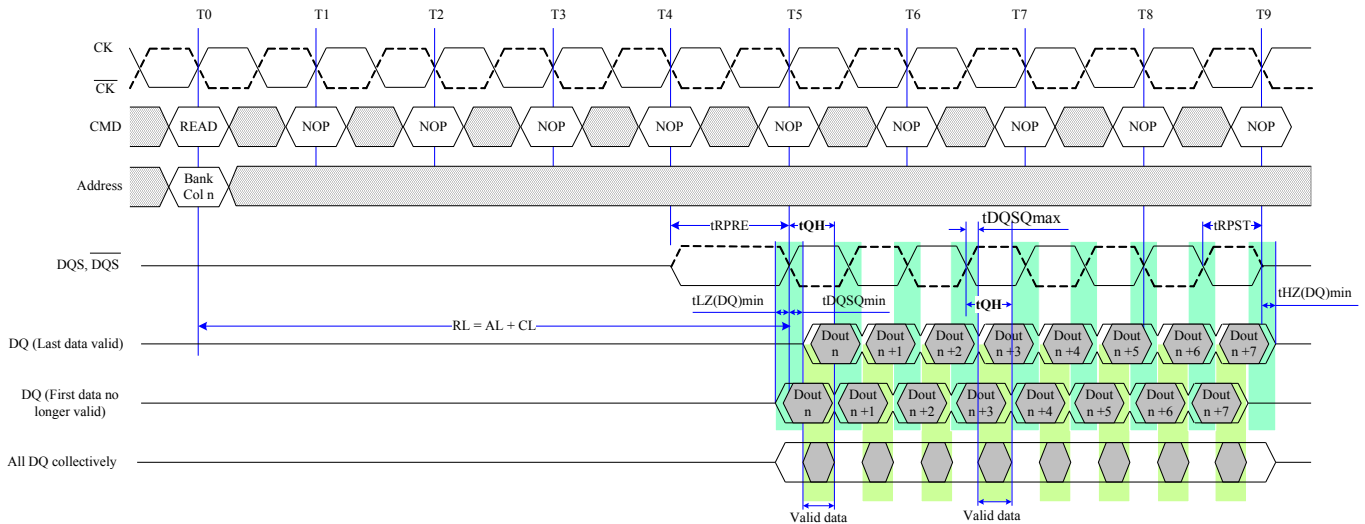 T0 T1 T2 T3 T4 T5 T6 T7 T8 T9
CK
CK
CMD READ NOP NOP NOP NOP NOP NOP NOP NOP NOP
Address Bank
Col n
tRPRE tQH tDQSQmax tRPST
DQS, DQS
tLZ(DQ)min tDQSQmin tQH tHZ(DQ)min
RL = AL + CL
DQ (Last data valid)
Dout Dout Dout Dout Dout Dout Dout Dout
n n +1 n +2 n +3 n +4 n +5 n +6 n +7
DQ (First data no
longer valid)
Dout Dout Dout Dout Dout Dout Dout Dout
n n +1 n +2 n +3 n +4 n +5 n +6 n +7
All DQ collectively
Valid data Valid data